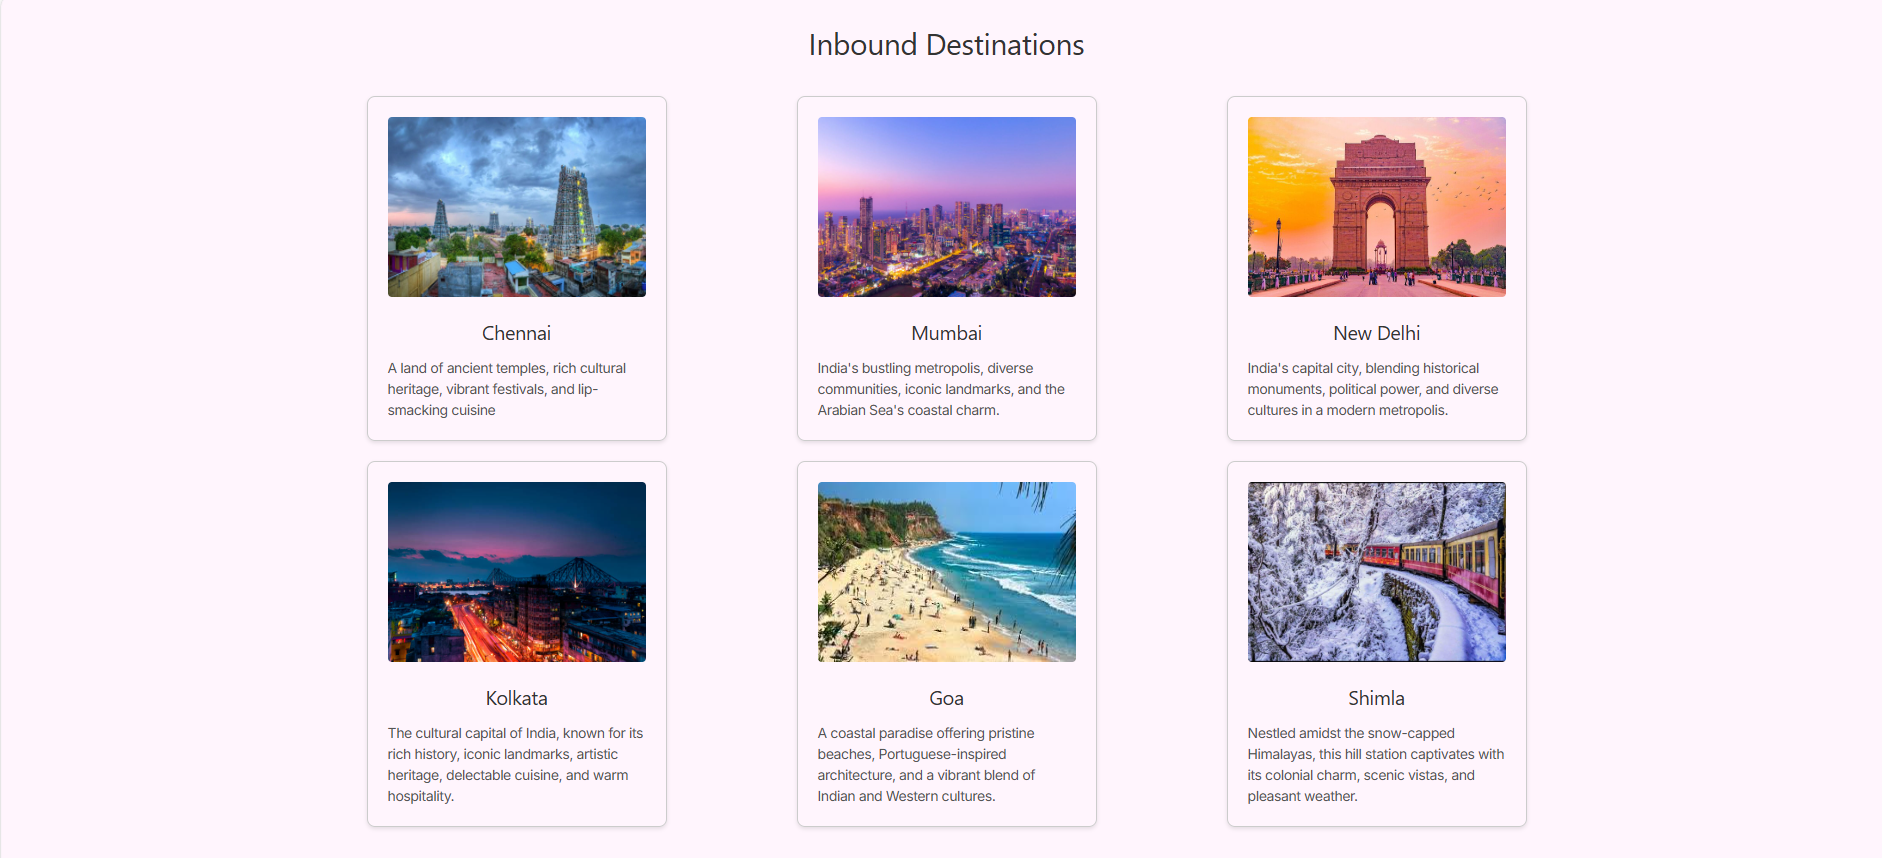 Inbound Destinations
Chennai
A land of ancient temples, rich cultural
heritage, vibrant festivals, and lip-
smacking cuisine
Mumbai
India's bustling metropolis, diverse
communities, iconic landmarks, and the
Arabian Sea's coastal charm.
New Delhi
India's capital city, blending historical
monuments, political power, and diverse
cultures in a modern metropolis.
Kolkata
The cultural capital of India, known for its
rich history, iconic landmarks, artistic
heritage, delectable cuisine, and warm
hospitality.
Goa
A coastal paradise offering pristine
beaches, Portuguese-inspired
architecture, and a vibrant blend of
Indian and Western cultures.
Shimla
Nestled amidst the snow-capped
Himalayas, this hill station captivates with
its colonial charm, scenic vistas, and
pleasant weather.